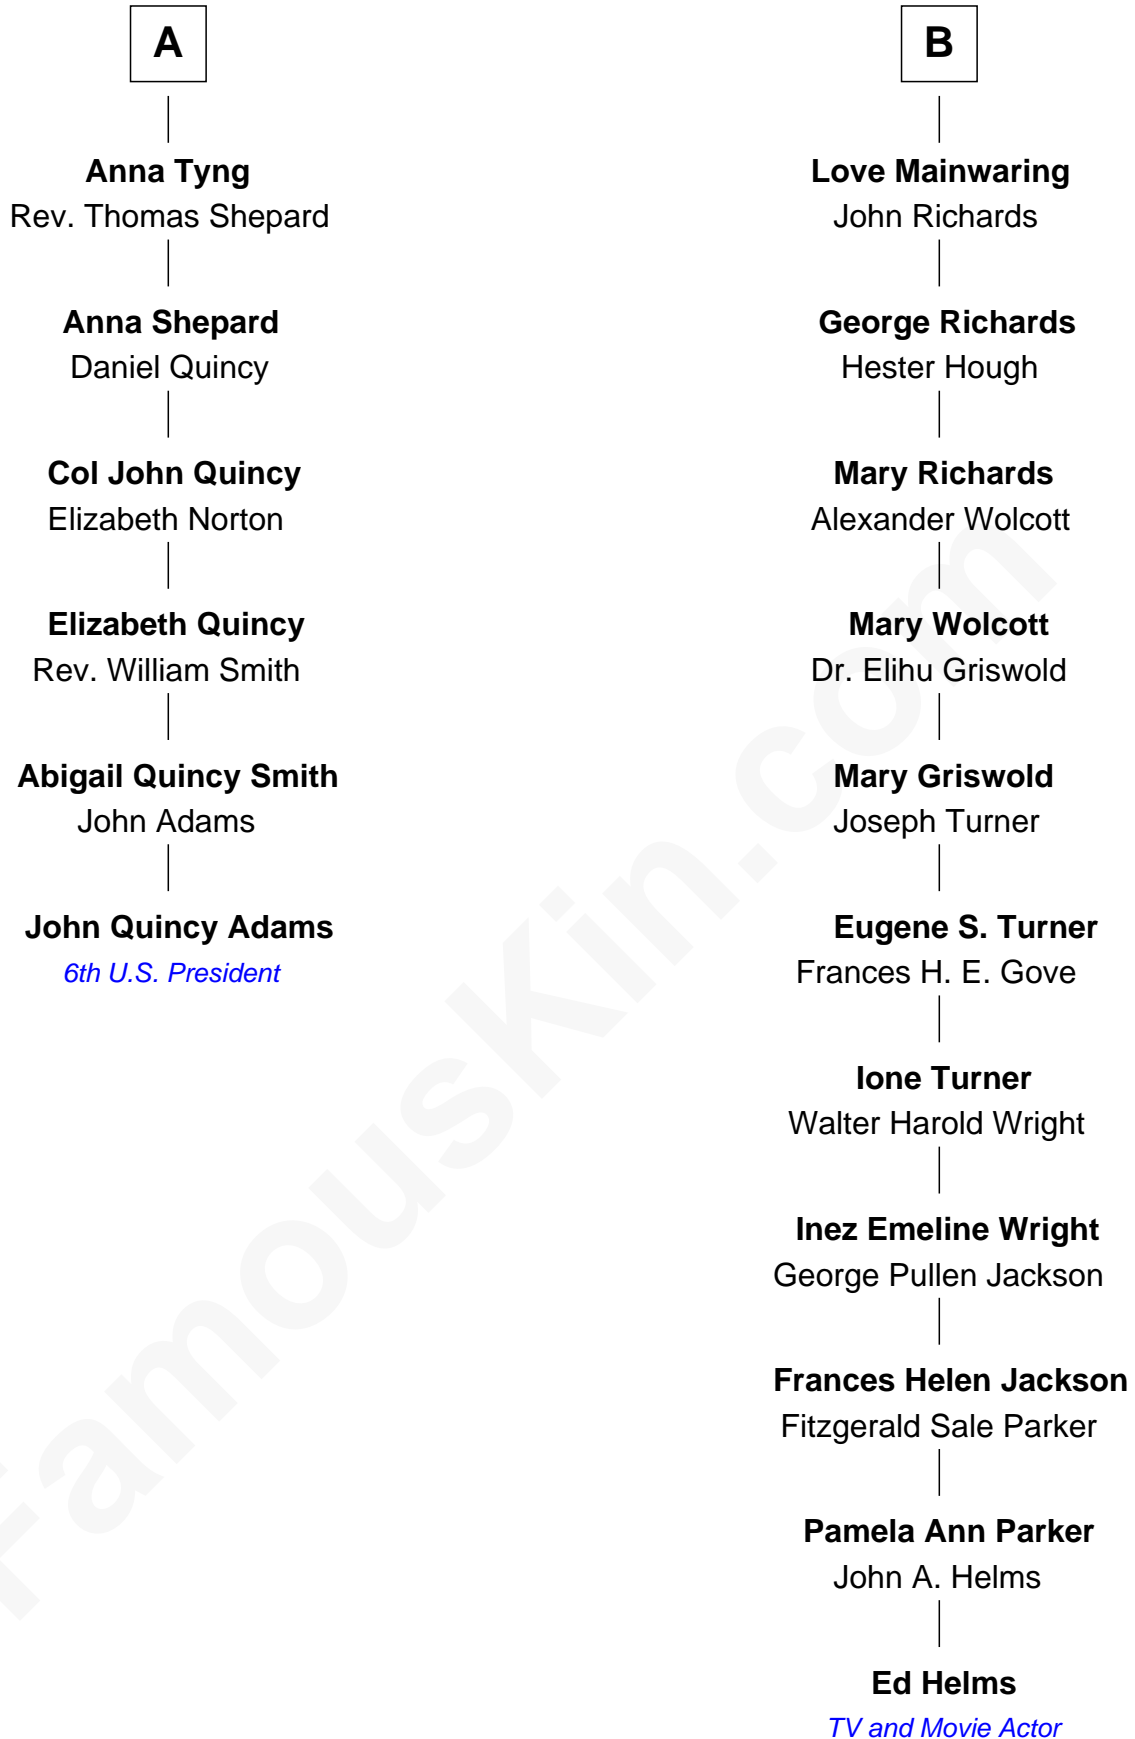 A
Anna Tyng
Rev. Thomas Shepard
Anna Shepard
Daniel Quincy
Col John Quincy
Elizabeth Norton
Elizabeth Quincy
Rev. William Smith
Abigail Quincy Smith
John Adams
John Quincy Adams
6th U.S. President
B
Love Mainwaring
John Richards
George Richards
Hester Hough
Mary Richards
Alexander Wolcott
Mary Wolcott
Dr. Elihu Griswold
Mary Griswold
Joseph Turner
Eugene S. Turner
Frances H. E. Gove
Ione Turner
Walter Harold Wright
Inez Emeline Wright
George Pullen Jackson
Frances Helen Jackson
Fitzgerald Sale Parker
Pamela Ann Parker
John A. Helms
Ed Helms
TV and Movie Actor
FamousKin.com